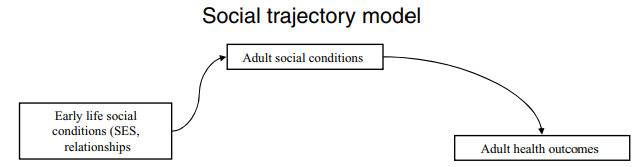 Social trajectory model
Adult social conditions
Early life social
conditions (SES,
relationships
Adult health outcomes